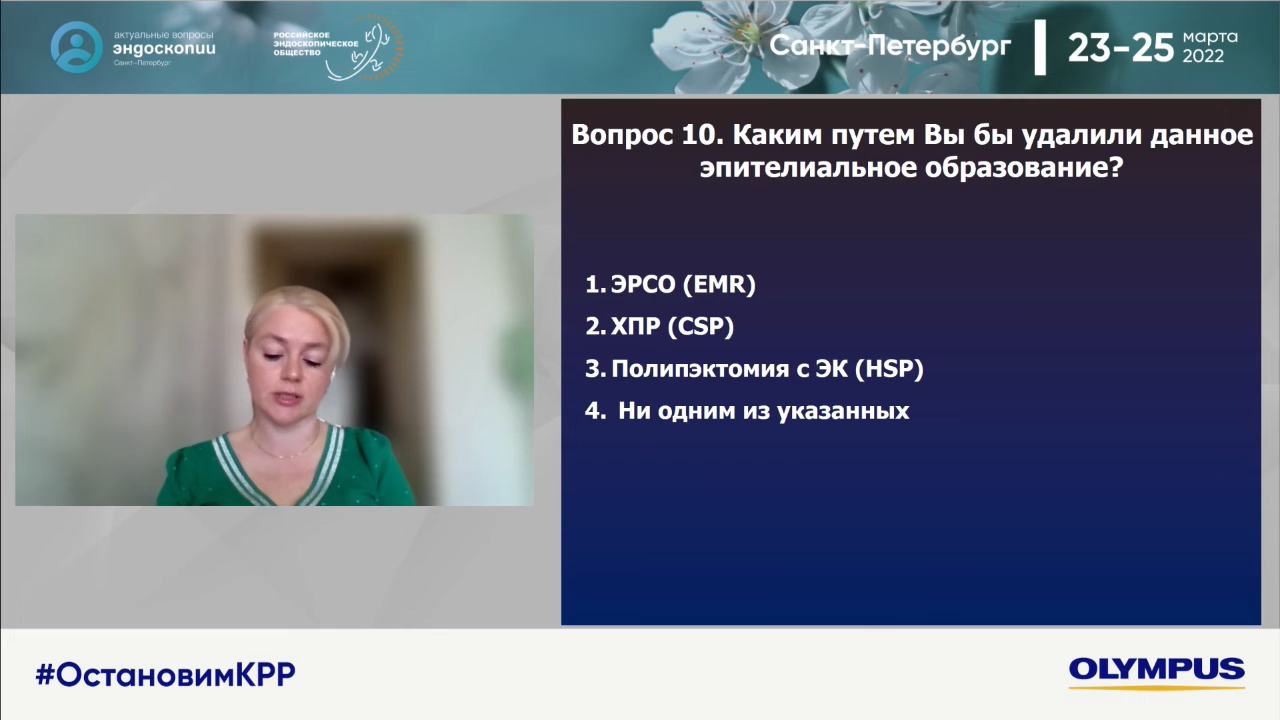 актуальные вопросы
эндоскопии
Санкт-Петербург
РОССИЙСКОЕ
ЭНДОСКОПИЧЕСКОЕ
ОБЩЕСТВО
Санкт-Петербург
23-25
марта
2022
Вопрос 10. Каким путем Вы бы удалили данное
эпителиальное образование?
1. ЭРСО (EMR)
2. ХПР (CSP)
3. Полипэктомия с ЭК (HSP)
4. Ни одним из указанных
#ОстановимКРР
OLYMPUS